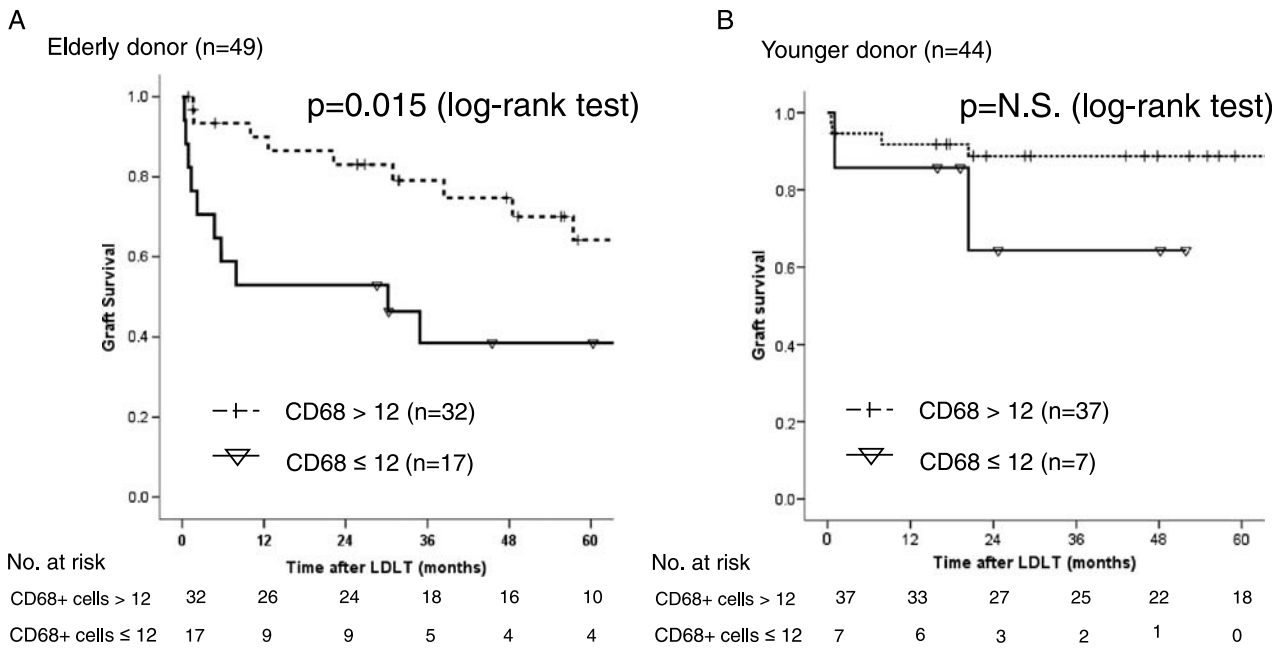 A
Elderly donor (n=49)
p=0.015 (log-rank test)
1.0
0.8
0.6
0.4
0.2
0.0
Graft Survival
CD68 > 12 (n=32)
CD68 ≤ 12 (n=17)
0 12 24 36 48 60
Time after LDLT (months)
No. at risk
CD68+ cells > 12 32 26 24 18 16 10
CD68+ cells ≤ 12 17 9 9 5 4 4
B
Younger donor (n=44)
p=N.S. (log-rank test)
1.0
0.8
0.6
0.4
0.2
0.0
Graft survival
CD68 > 12 (n=37)
CD68 ≤ 12 (n=7)
0 12 24 36 48 60
Time after LDLT (months)
No. at risk
CD68+ cells > 12 37 33 27 25 22 18
CD68+ cells ≤ 12 7 6 3 2 1 0